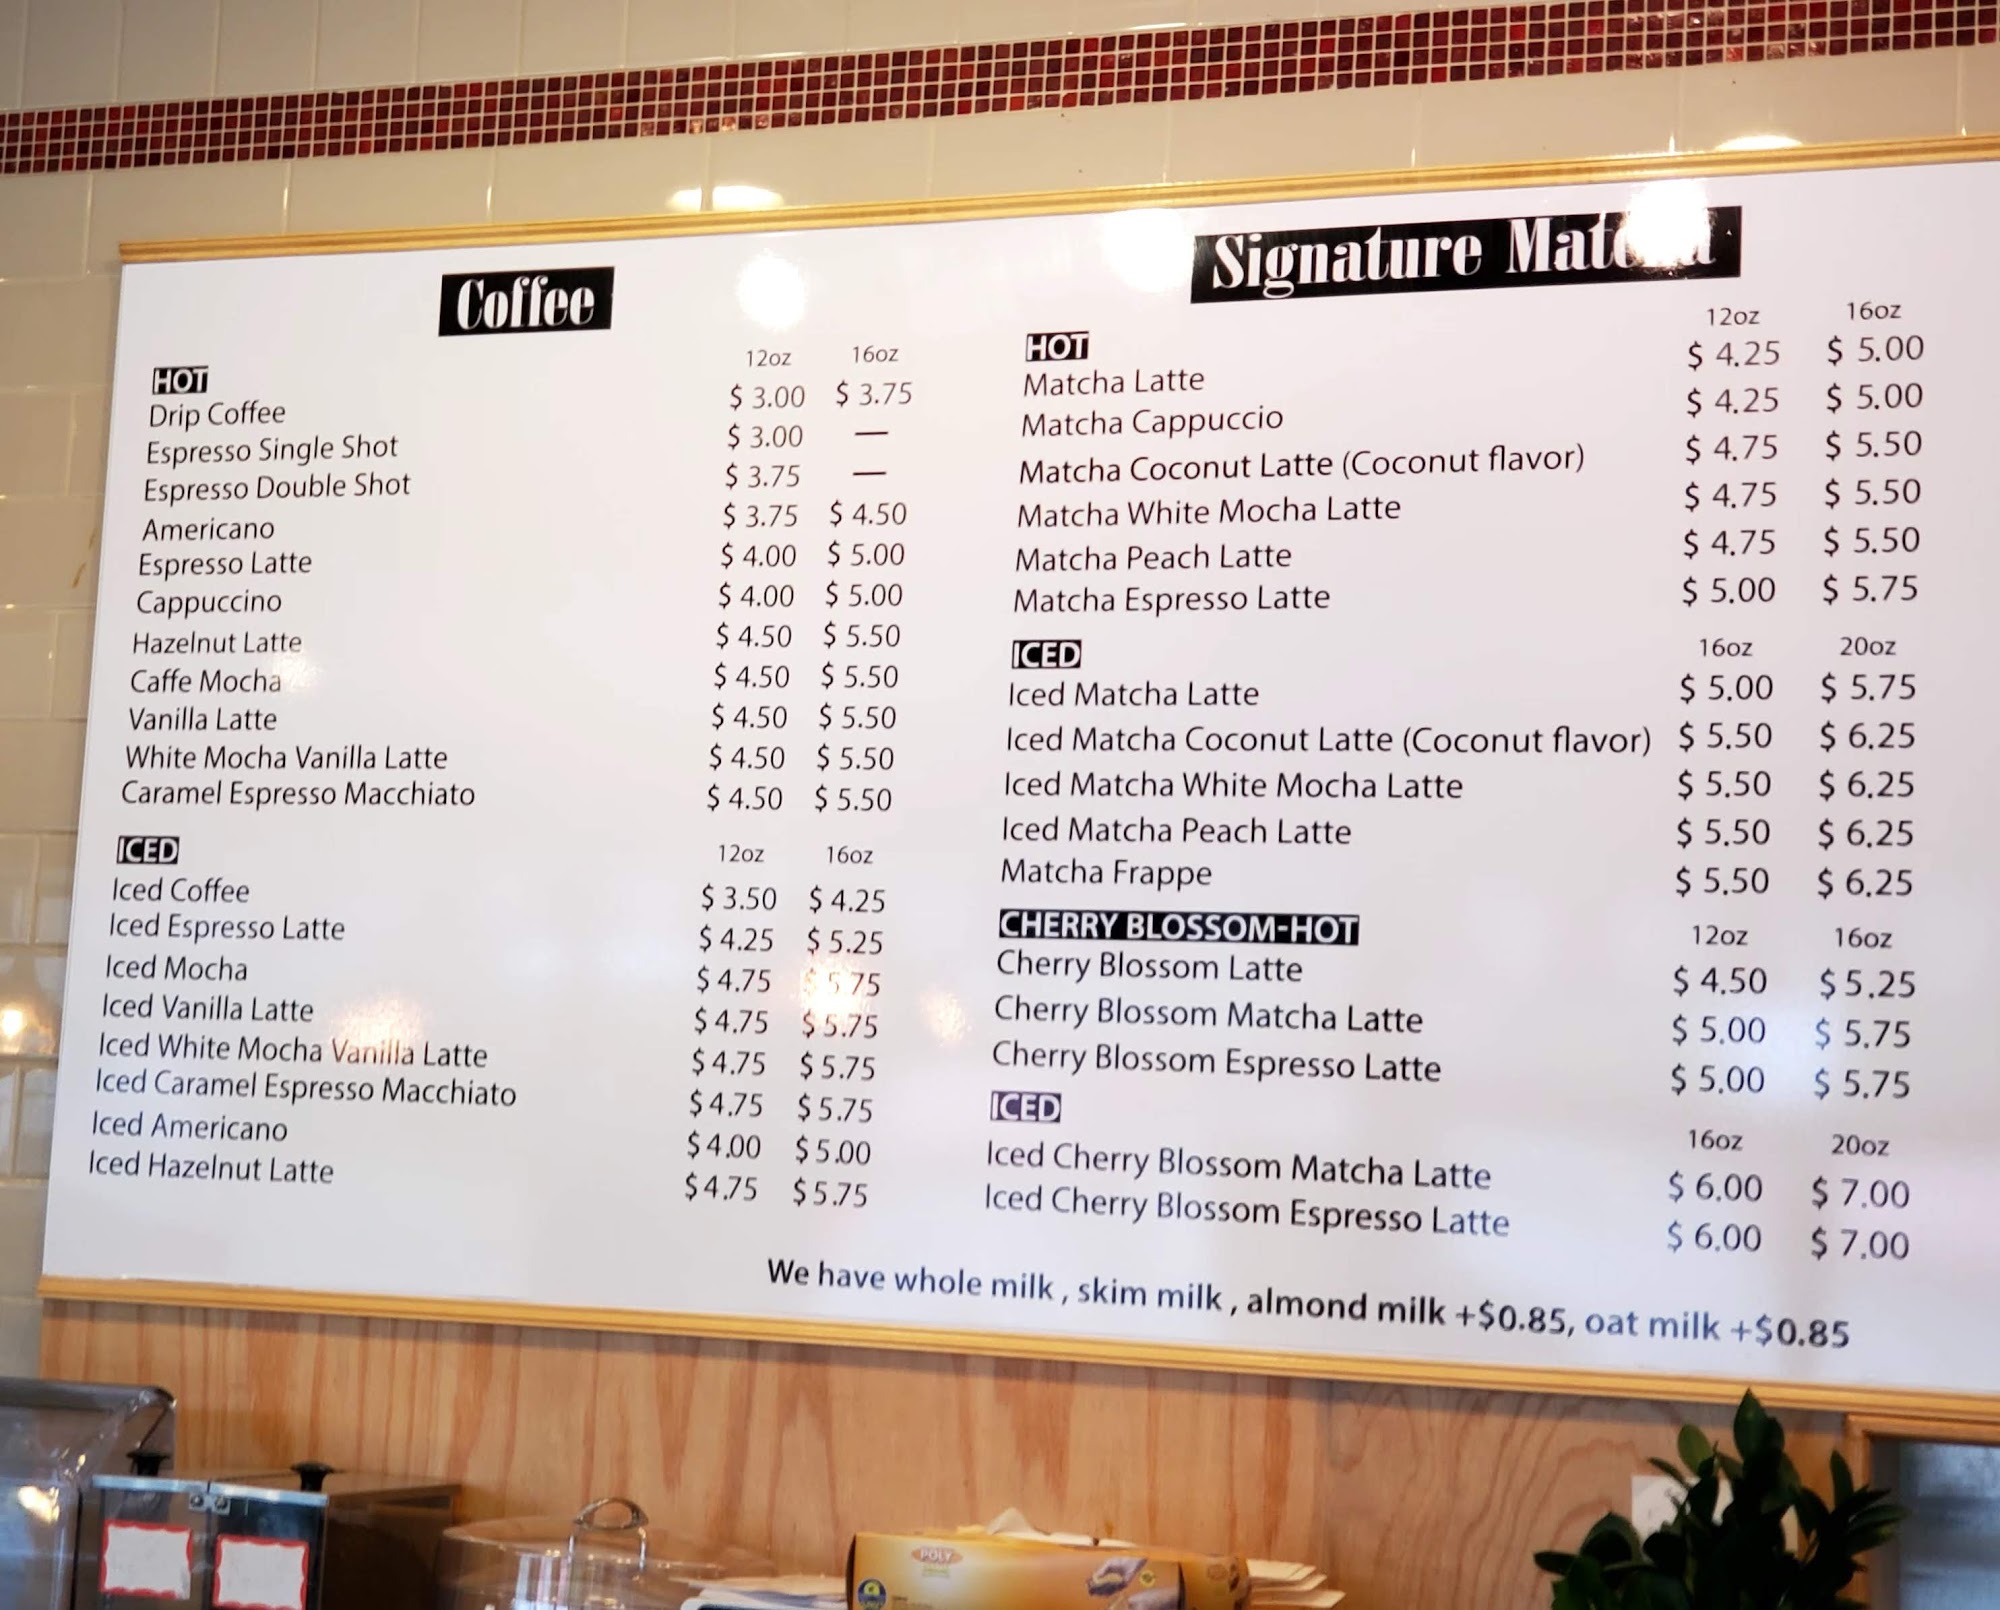 Coffee
HOT 12oz 16oz
Drip Coffee $ 3.00 $ 3.75
Espresso Single Shot $ 3.00 —
Espresso Double Shot $ 3.75 —
Americano $ 3.75 $ 4.50
Espresso Latte $ 4.00 $ 5.00
Cappuccino $ 4.00 $ 5.00
Hazelnut Latte $ 4.50 $ 5.50
Caffe Mocha $ 4.50 $ 5.50
Vanilla Latte $ 4.50 $ 5.50
White Mocha Vanilla Latte $ 4.50 $ 5.50
Caramel Espresso Macchiato $ 4.50 $ 5.50
ICED 12oz 16oz
Iced Coffee $ 3.50 $ 4.25
Iced Espresso Latte $ 4.25 $ 5.25
Iced Mocha $ 4.75 $ 5.75
Iced Vanilla Latte $ 4.75 $ 5.75
Iced White Mocha Vanilla Latte $ 4.75 $ 5.75
Iced Caramel Espresso Macchiato $ 4.75 $ 5.75
Iced Americano $ 4.00 $ 5.00
Iced Hazelnut Latte $ 4.75 $ 5.75
Signature Matcha
HOT 12oz 16oz
Matcha Latte $ 4.25 $ 5.00
Matcha Cappuccio $ 4.25 $ 5.00
Matcha Coconut Latte (Coconut flavor) $ 4.75 $ 5.50
Matcha White Mocha Latte $ 4.75 $ 5.50
Matcha Peach Latte $ 4.75 $ 5.50
Matcha Espresso Latte $ 5.00 $ 5.75
ICED 16oz 20oz
Iced Matcha Latte $ 5.00 $ 5.75
Iced Matcha Coconut Latte (Coconut flavor) $ 5.50 $ 6.25
Iced Matcha White Mocha Latte $ 5.50 $ 6.25
Iced Matcha Peach Latte $ 5.50 $ 6.25
Matcha Frappe $ 5.50 $ 6.25
CHERRY BLOSSOM-HOT 12oz 16oz
Cherry Blossom Latte $ 4.50 $ 5.25
Cherry Blossom Matcha Latte $ 5.00 $ 5.75
Cherry Blossom Espresso Latte $ 5.00 $ 5.75
ICED 16oz 20oz
Iced Cherry Blossom Matcha Latte $ 6.00 $ 7.00
Iced Cherry Blossom Espresso Latte $ 6.00 $ 7.00
We have whole milk , skim milk , almond milk +$0.85, oat milk +$0.85
POLY